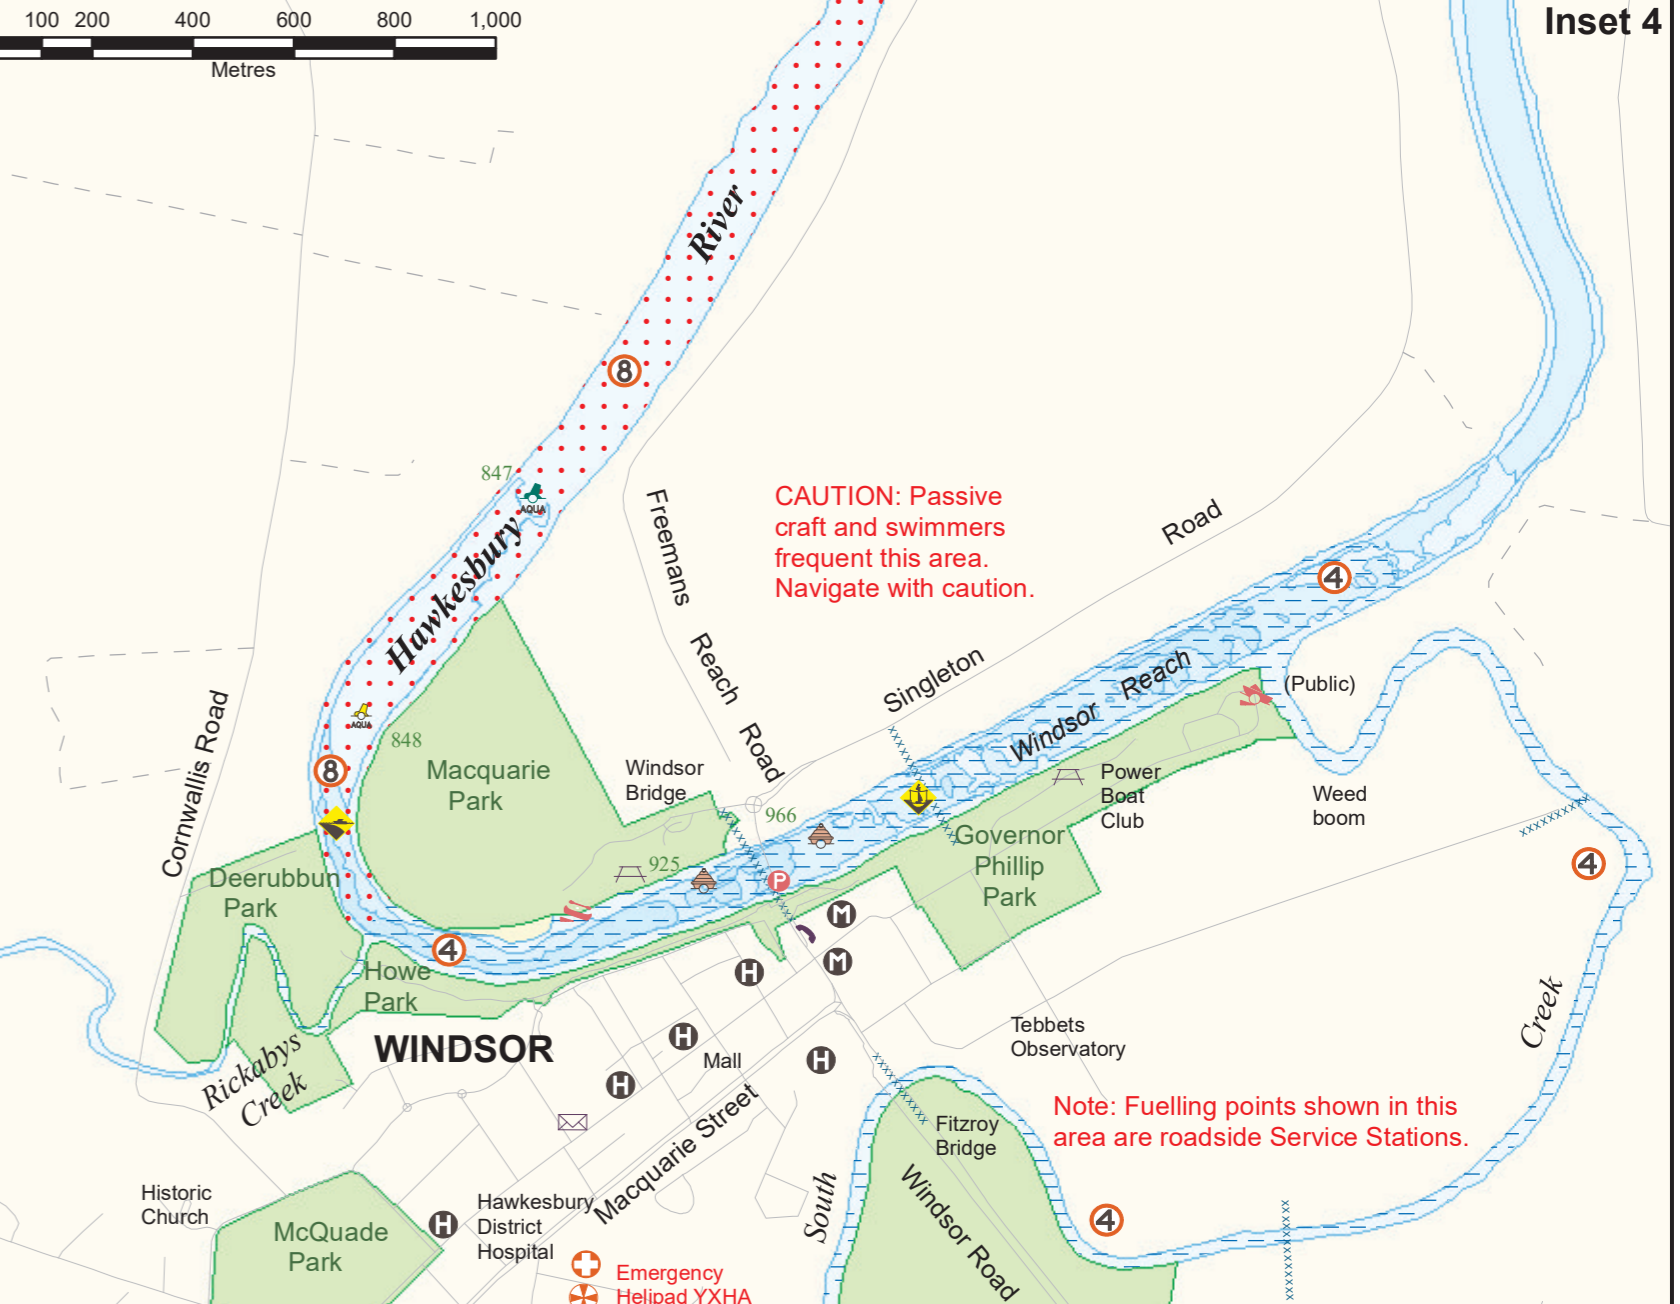 100 200 400 600 800 1,000
Metres
Inset 4
River
8
847
AQUA
Hawkesbury
Freemans Reach Road
CAUTION: Passive
craft and swimmers
frequent this area.
Navigate with caution.
Singleton Road
4
Windsor Reach
(Public)
Cornwallis Road
AQUA
848
8
Macquarie
Park
Windsor
Bridge
966
925
P
Power
Boat
Club
Weed
boom
Governor
Phillip
Park
4
Deerubbun
Park
4
Howe
Park
M
M
H
WINDSOR
Rickabys
Creek
H
H
H
Mall
Tebbets
Observatory
Creek
Macquarie Street
Fitzroy
Bridge
Note: Fuelling points shown in this
area are roadside Service Stations.
Historic
Church
McQuade
Park
H
Hawkesbury
District
Hospital
South
Windsor Road
4
Emergency
Helipad YXHA